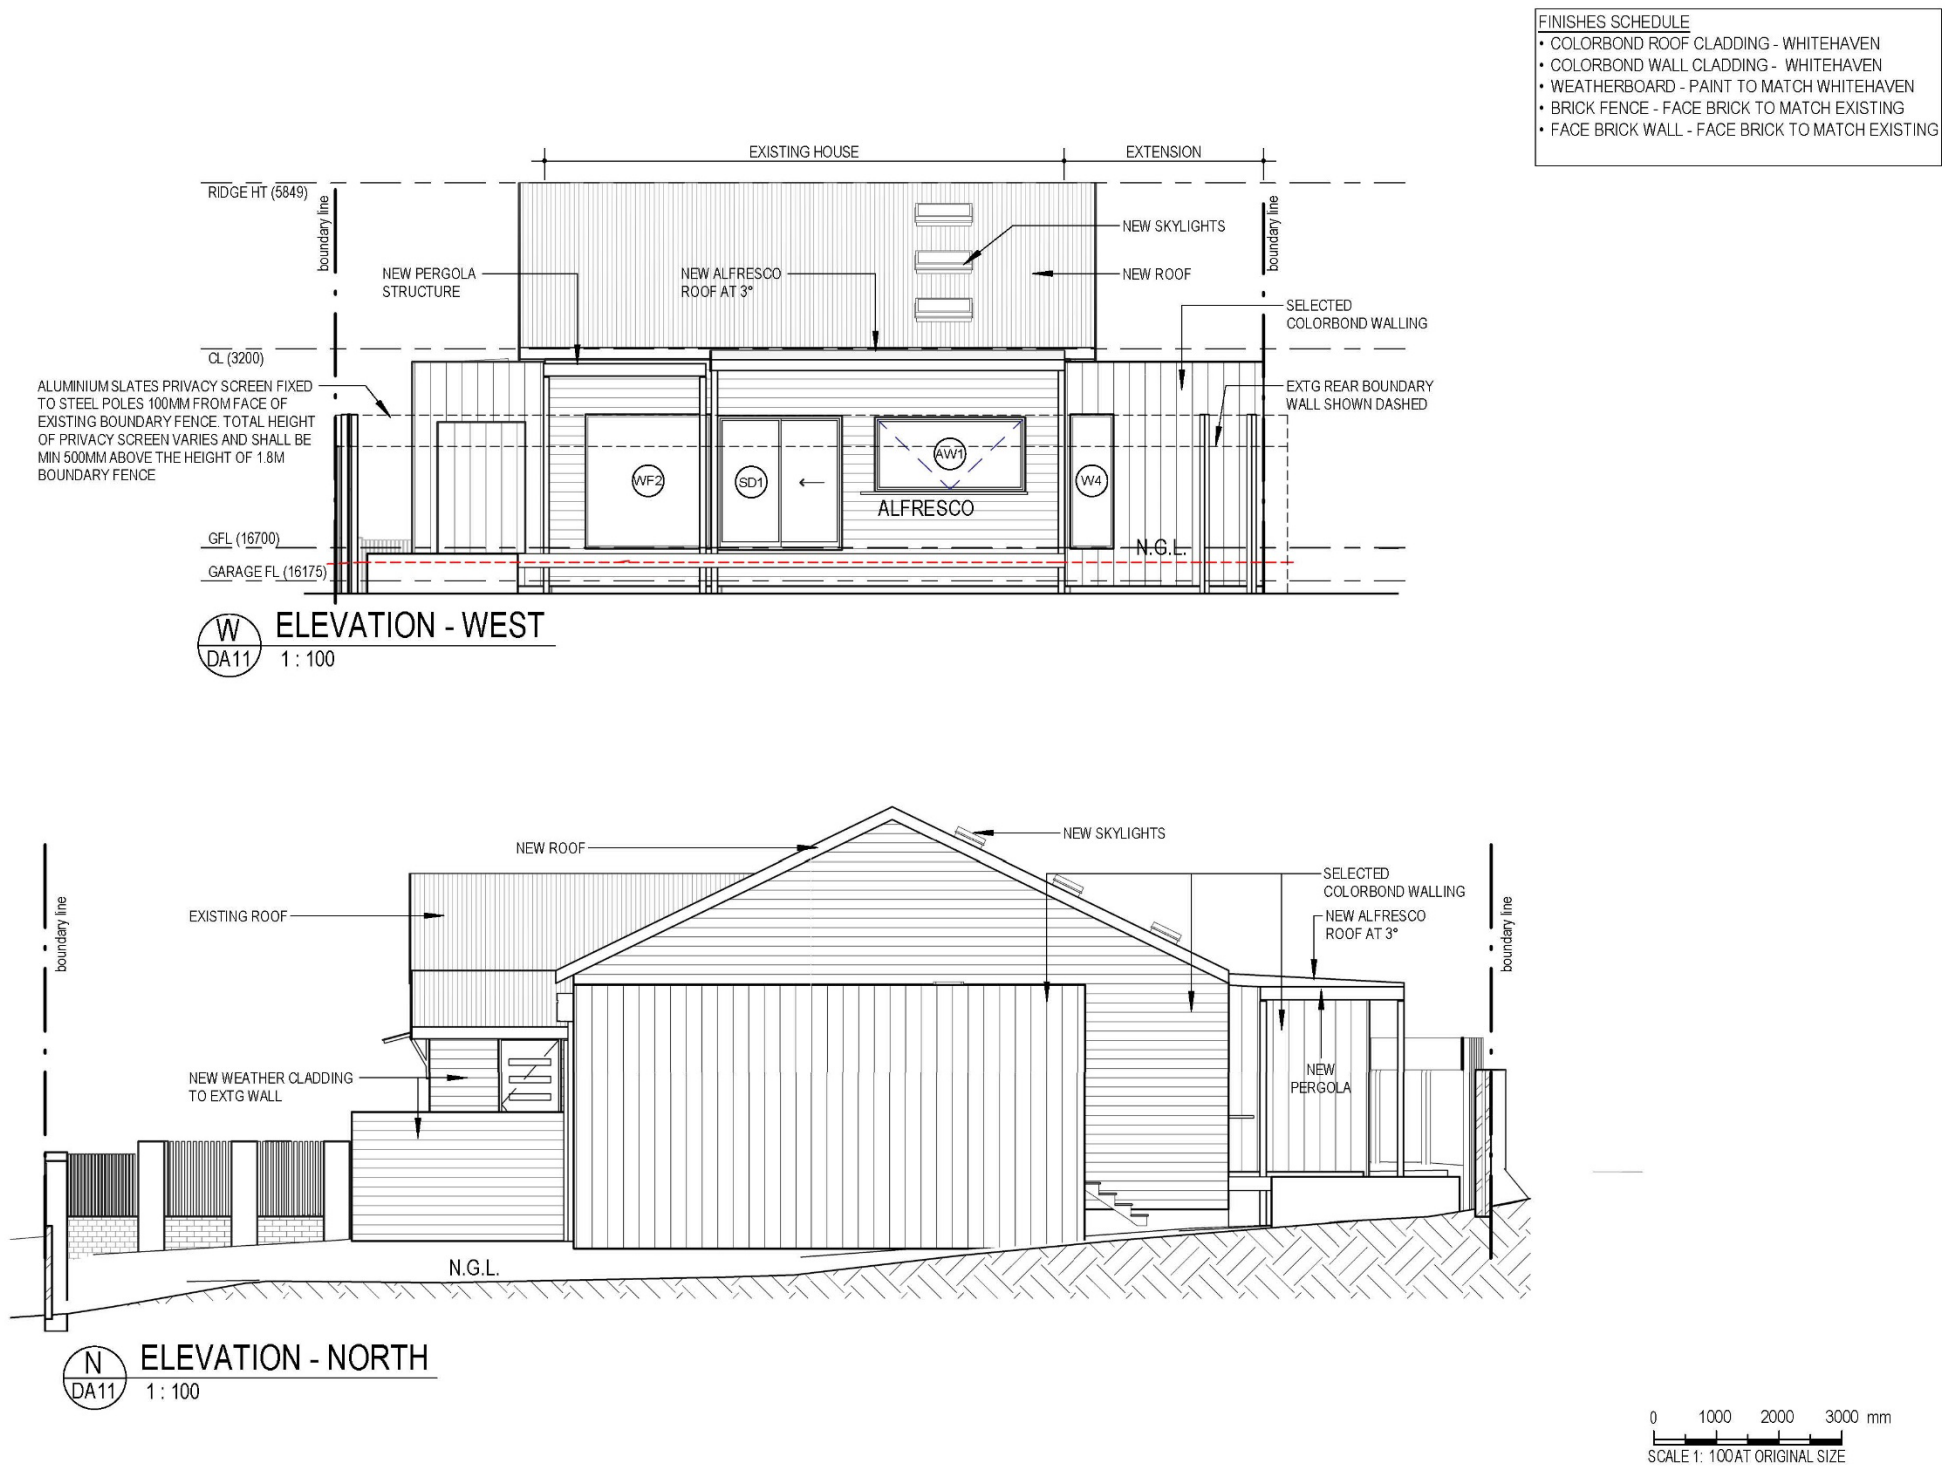 FINISHES SCHEDULE
• COLORBOND ROOF CLADDING - WHITEHAVEN
• COLORBOND WALL CLADDING - WHITEHAVEN
• WEATHERBOARD - PAINT TO MATCH WHITEHAVEN
• BRICK FENCE - FACE BRICK TO MATCH EXISTING
• FACE BRICK WALL - FACE BRICK TO MATCH EXISTING
EXISTING HOUSE
EXTENSION
RIDGE HT (5849)
boundary line
boundary line
NEW SKYLIGHTS
NEW PERGOLA
STRUCTURE
NEW ALFRESCO
ROOF AT 3°
NEW ROOF
SELECTED
COLORBOND WALLING
CL (3200)
ALUMINIUM SLATES PRIVACY SCREEN FIXED
TO STEEL POLES 100MM FROM FACE OF
EXISTING BOUNDARY FENCE. TOTAL HEIGHT
OF PRIVACY SCREEN VARIES AND SHALL BE
MIN 500MM ABOVE THE HEIGHT OF 1.8M
BOUNDARY FENCE
EXTG REAR BOUNDARY
WALL SHOWN DASHED
WF2
SD1
AW1
W4
ALFRESCO
GFL (16700)
N.G.L.
GARAGE FL (16175)
W
DA11
ELEVATION - WEST
1 : 100
NEW SKYLIGHTS
NEW ROOF
SELECTED
COLORBOND WALLING
EXISTING ROOF
NEW ALFRESCO
ROOF AT 3°
boundary line
boundary line
NEW WEATHER CLADDING
TO EXTG WALL
NEW
PERGOLA
N.G.L.
N
DA11
ELEVATION - NORTH
1 : 100
0 1000 2000 3000 mm
SCALE 1: 100AT ORIGINAL SIZE